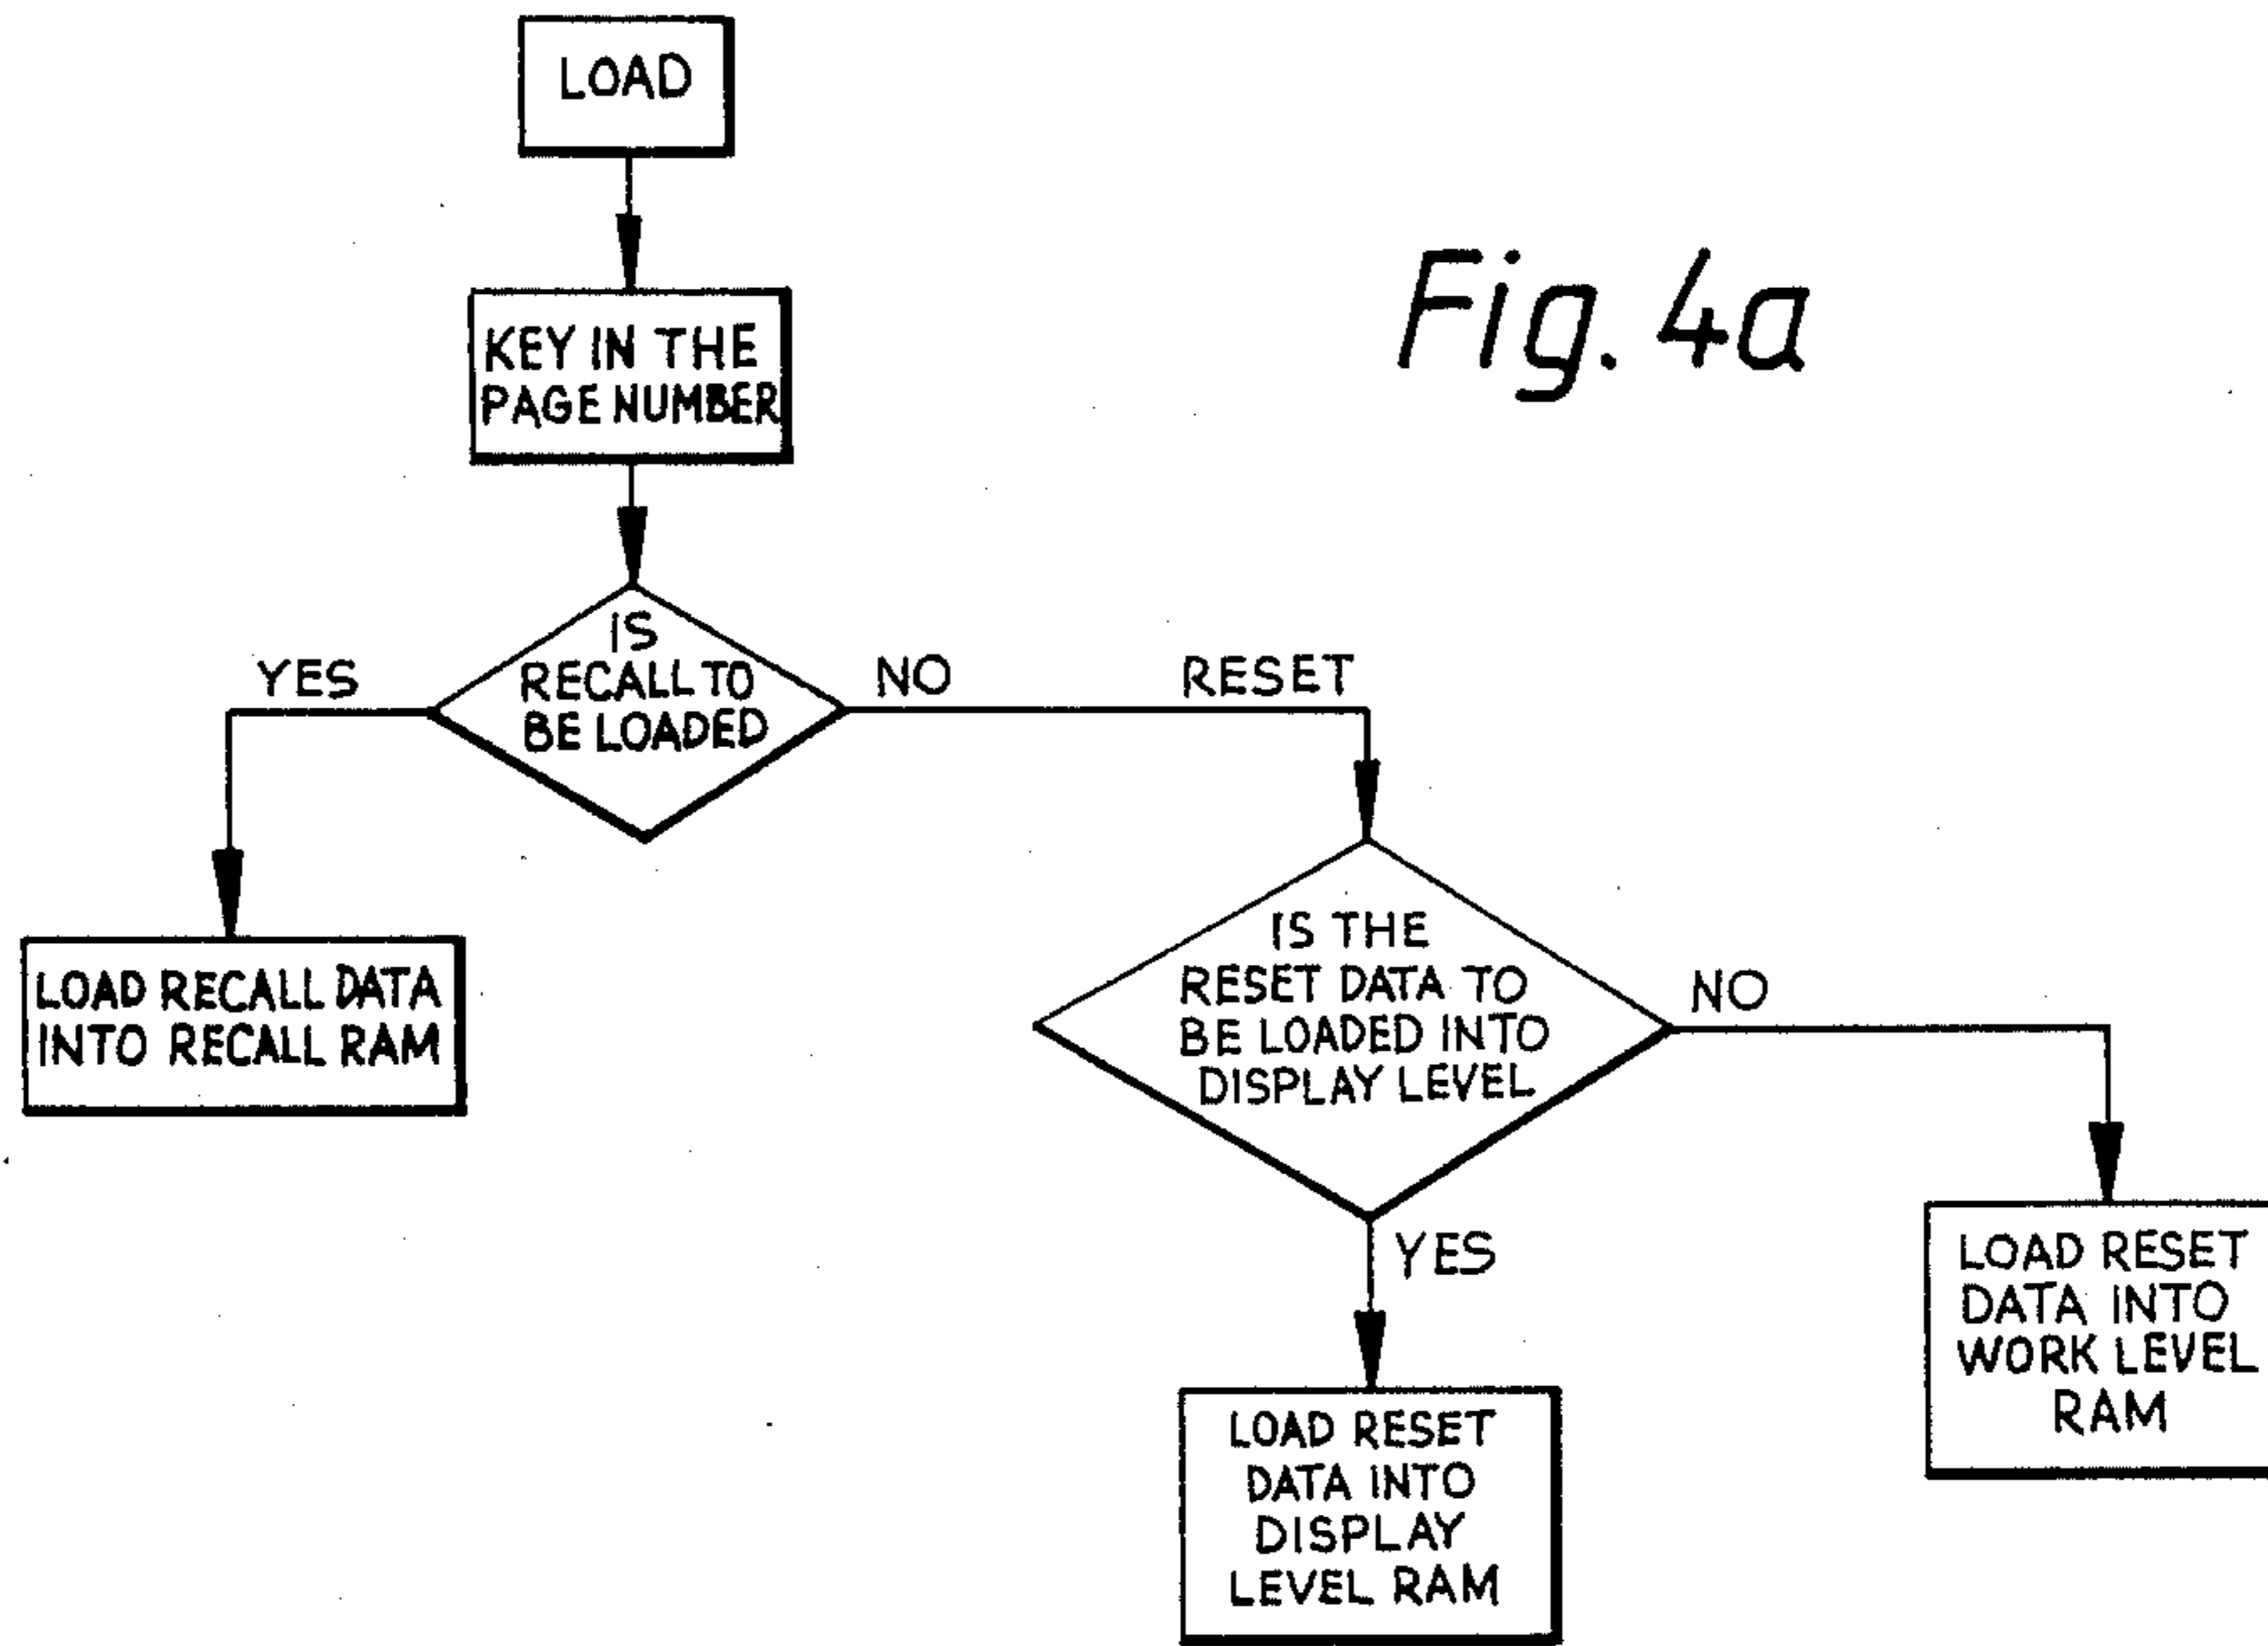 LOAD
Fig. 4a
KEY IN THE
PAGE NUMBER
IS
RECALL TO
BE LOADED
YES
NO
RESET
LOAD RECALL DATA
INTO RECALL RAM
IS THE
RESET DATA TO
BE LOADED INTO
DISPLAY LEVEL
NO
YES
LOAD RESET
DATA INTO
WORK LEVEL
RAM
LOAD RESET
DATA INTO
DISPLAY
LEVEL RAM